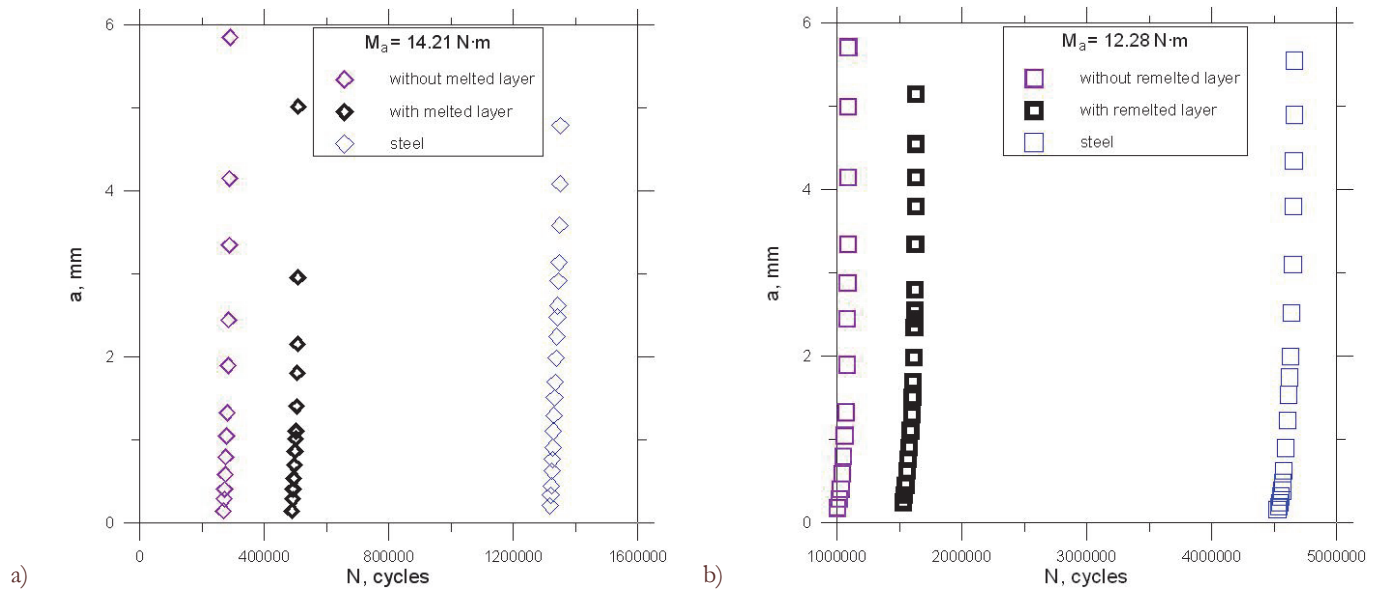 6
M_a= 14.21 N·m
without melted layer
with melted layer
steel
4
a, mm
2
0
0 400000 800000 1200000 1600000
N, cycles
a)
6
M_a= 12.28 N·m
without remelted layer
with remelted layer
steel
4
a, mm
2
0
1000000 2000000 3000000 4000000 5000000
N, cycles
b)